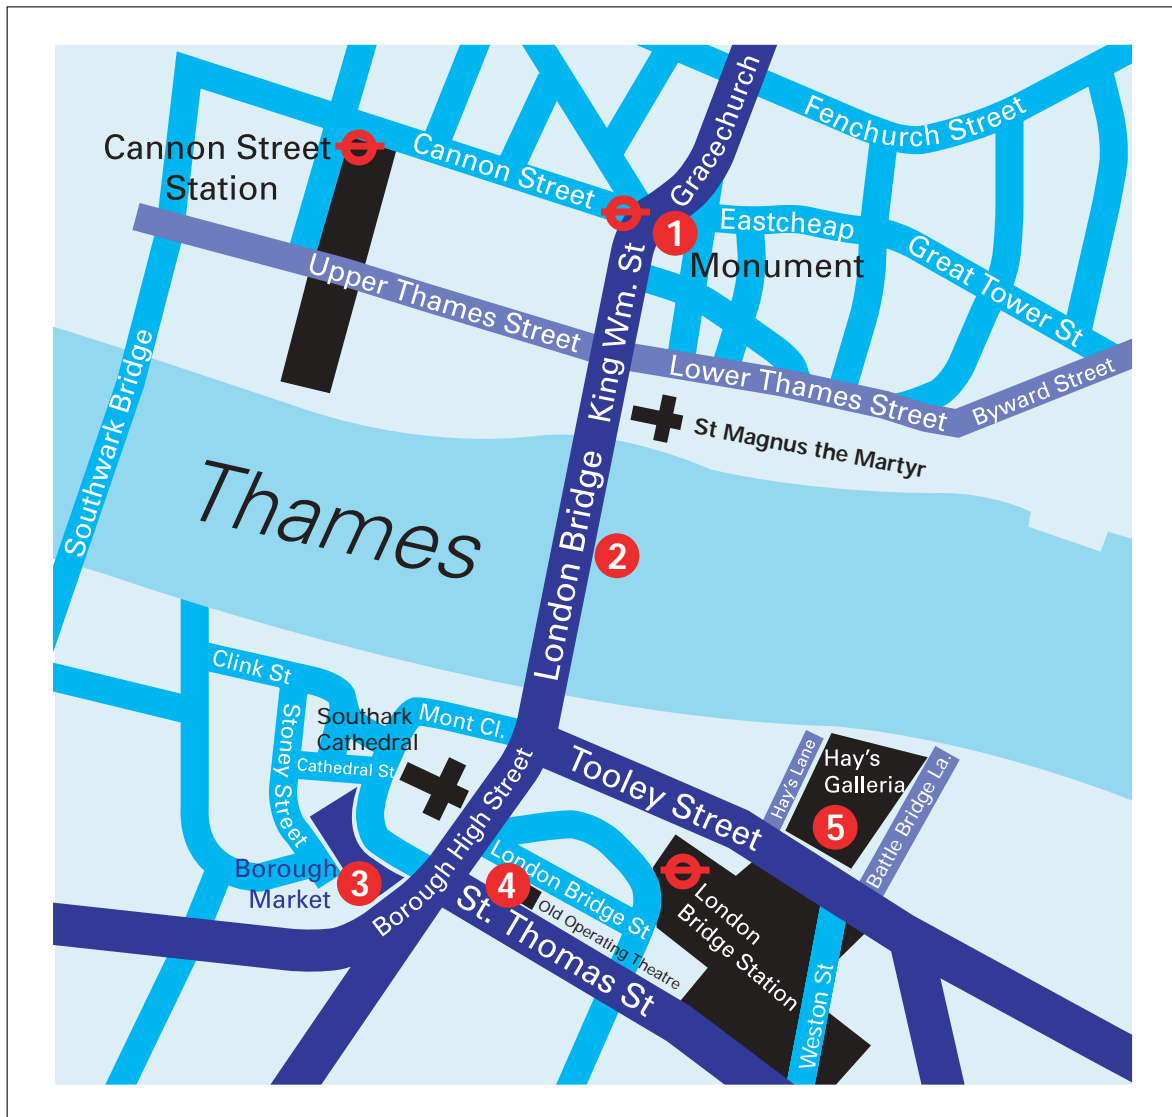 Gracechurch
Fenchurch Street
Cannon Street
Station
Cannon Street
1
Eastcheap
Monument
Great Tower St
Upper Thames Street
King Wm. St
Lower Thames Street
Byward Street
St Magnus the Martyr
Southwark Bridge
Thames
London Bridge
2
Clink St
Stoney Street
Southark
Cathedral
Mont Cl.
Cathedral St
Tooley Street
Hay's Lane
Hay's
Galleria
5
Battle Bridge La.
Borough High Street
Borough
Market
3
4
London Bridge St
Old Operating Theatre
St. Thomas St
London
Bridge Station
Weston St